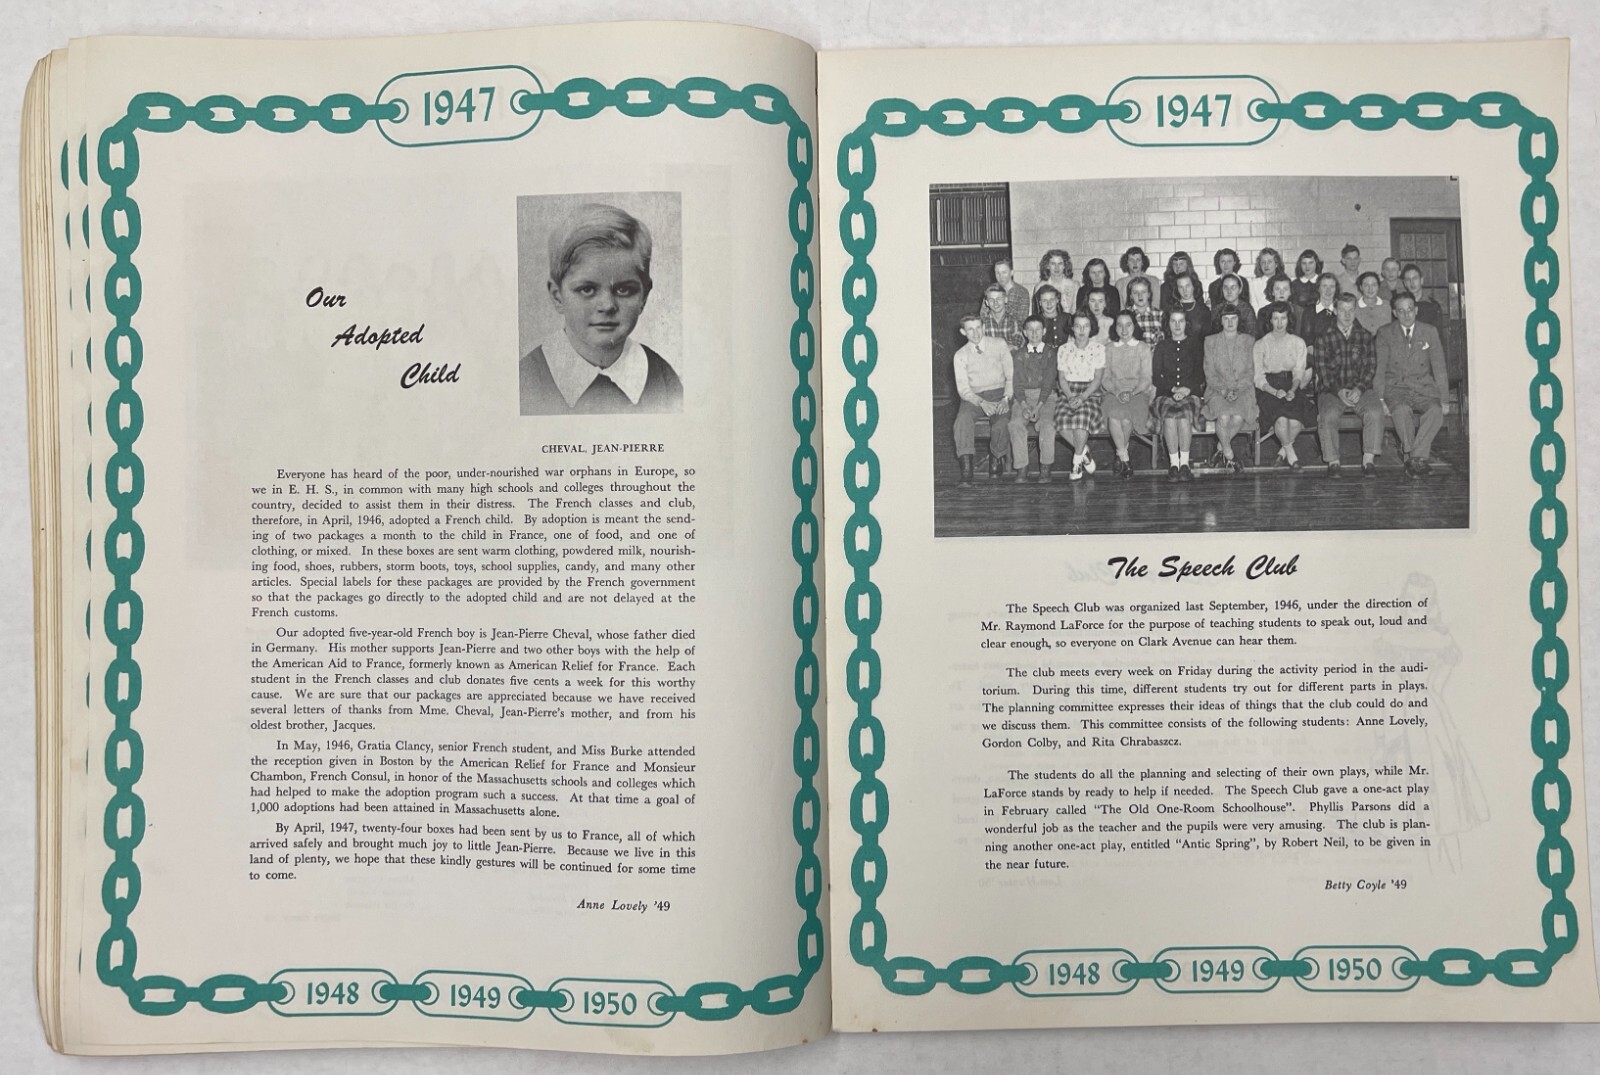 1947
Our
Adopted
Child
CHEVAL, JEAN-PIERRE
Everyone has heard of the poor, under-nourished war orphans in Europe, so
we in E. H. S., in common with many high schools and colleges throughout the
country, decided to assist them in their distress. The French classes and club,
therefore, in April, 1946, adopted a French child. By adoption is meant the send-
ing of two packages a month to the child in France, one of food, and one of
clothing, or mixed. In these boxes are sent warm clothing, powdered milk, nourish-
ing food, shoes, rubbers, storm boots, toys, school supplies, candy, and many other
articles. Special labels for these packages are provided by the French government
so that the packages go directly to the adopted child and are not delayed at the
French customs.
Our adopted five-year-old French boy is Jean-Pierre Cheval, whose father died
in Germany. His mother supports Jean-Pierre and two other boys with the help of
the American Aid to France, formerly known as American Relief for France. Each
student in the French classes and club donates five cents a week for this worthy
cause. We are sure that our packages are appreciated because we have received
several letters of thanks from Mme. Cheval, Jean-Pierre's mother, and from his
oldest brother, Jacques.
In May, 1946, Gratia Clancy, senior French student, and Miss Burke attended
the reception given in Boston by the American Relief for France and Monsieur
Chambon, French Consul, in honor of the Massachusetts schools and colleges which
had helped to make the adoption program such a success. At that time a goal of
1,000 adoptions had been attained in Massachusetts alone.
By April, 1947, twenty-four boxes had been sent by us to France, all of which
arrived safely and brought much joy to little Jean-Pierre. Because we live in this
land of plenty, we hope that these kindly gestures will be continued for some time
to come.
Anne Lovely '49
1948 1949 1950
1947
The Speech Club
The Speech Club was organized last September, 1946, under the direction of
Mr. Raymond LaForce for the purpose of teaching students to speak out, loud and
clear enough, so everyone on Clark Avenue can hear them.
The club meets every week on Friday during the activity period in the audi-
torium. During this time, different students try out for different parts in plays.
The planning committee expresses their ideas of things that the club could do and
we discuss them. This committee consists of the following students: Anne Lovely,
Gordon Colby, and Rita Chrabaszcz.
The students do all the planning and selecting of their own plays, while Mr.
LaForce stands by ready to help if needed. The Speech Club gave a one-act play
in February called "The Old One-Room Schoolhouse". Phyllis Parsons did a
wonderful job as the teacher and the pupils were very amusing. The club is plan-
ning another one-act play, entitled "Antic Spring", by Robert Neil, to be given in
the near future.
Betty Coyle '49
1948 1949 1950